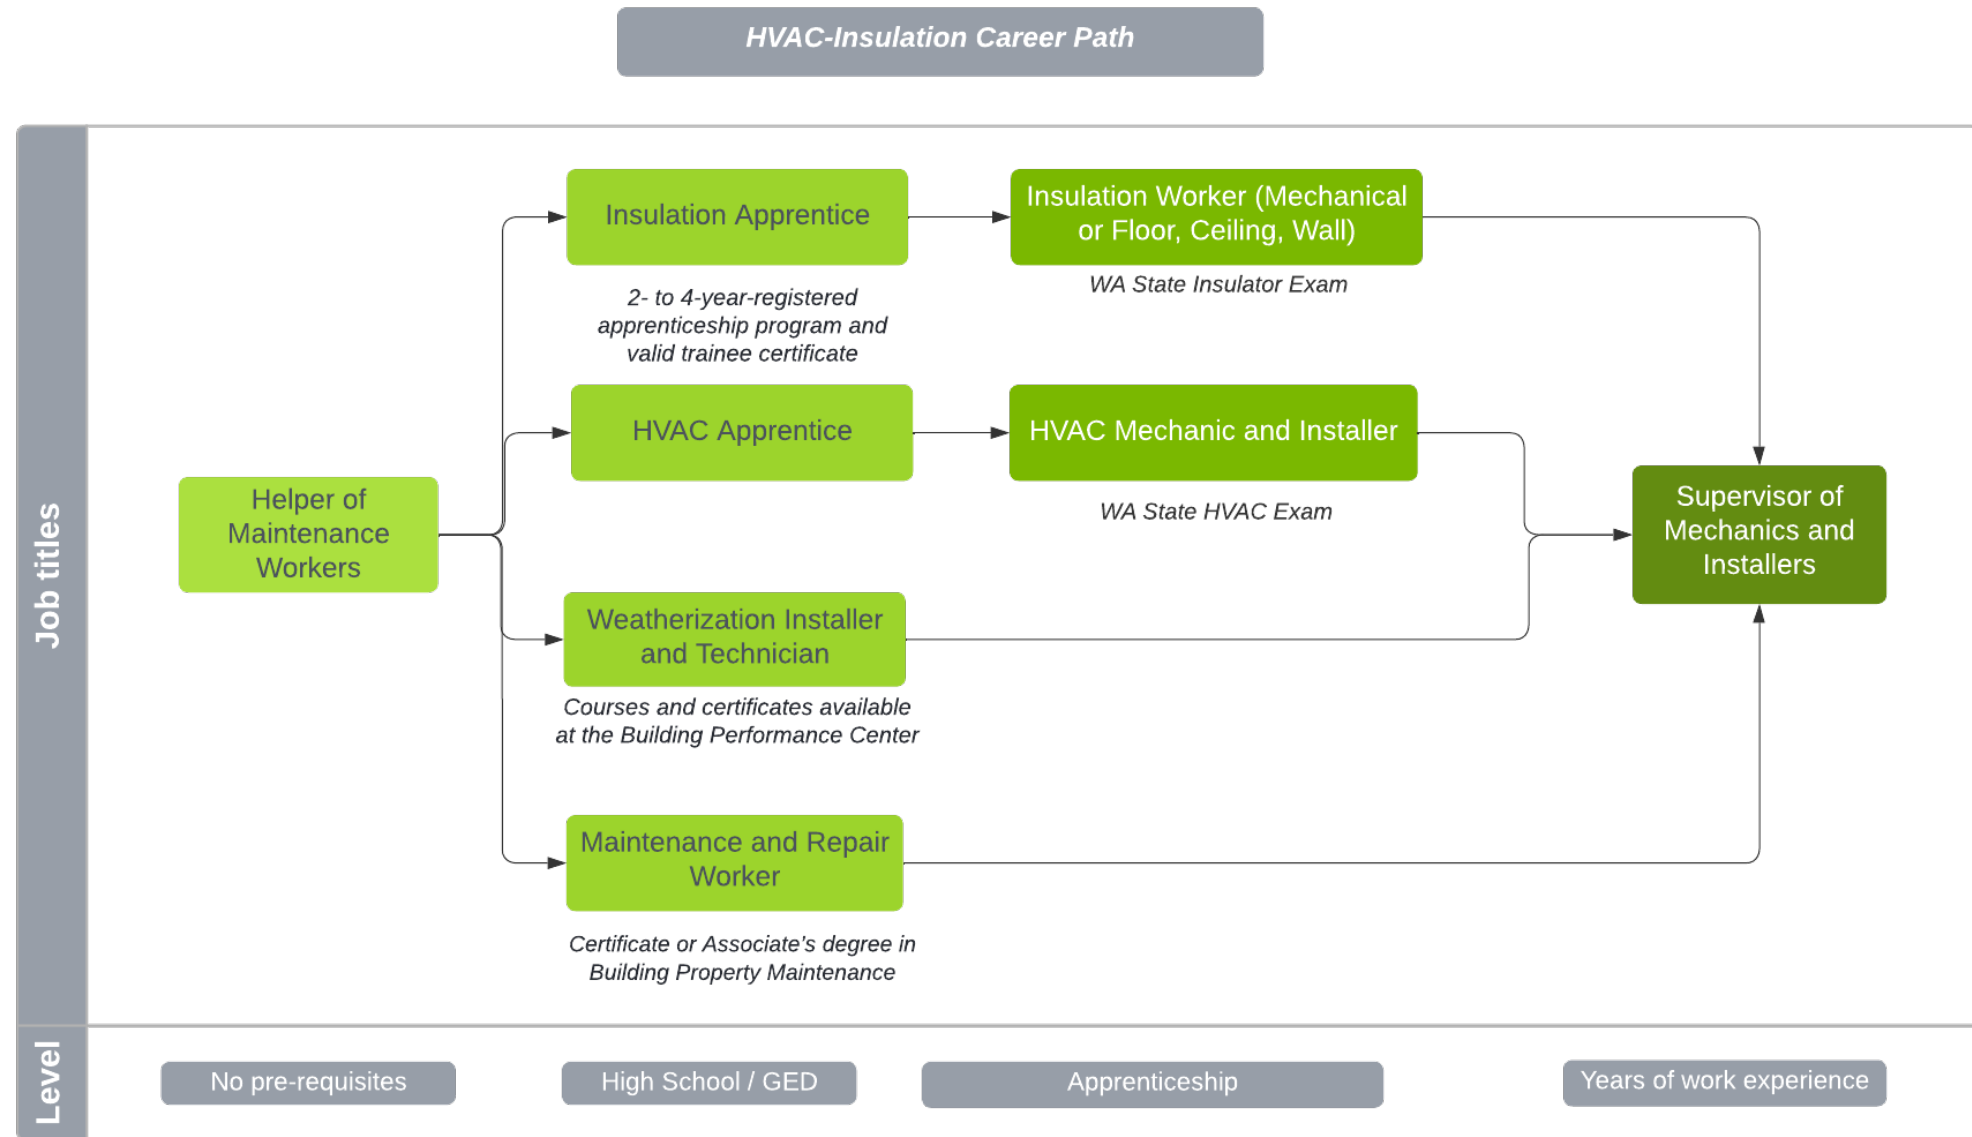 HVAC-Insulation Career Path
Job titles
Insulation Apprentice
2- to 4-year-registered
apprenticeship program and
valid trainee certificate
Insulation Worker (Mechanical
or Floor, Ceiling, Wall)
WA State Insulator Exam
HVAC Apprentice
HVAC Mechanic and Installer
WA State HVAC Exam
Helper of
Maintenance
Workers
Supervisor of
Mechanics and
Installers
Weatherization Installer
and Technician
Courses and certificates available
at the Building Performance Center
Maintenance and Repair
Worker
Certificate or Associate's degree in
Building Property Maintenance
Level
No pre-requisites
High School / GED
Apprenticeship
Years of work experience